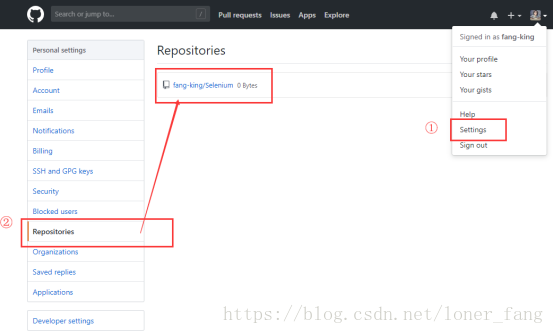 Search or jump to...
/
Pull requests Issues Apps Explore
Signed in as fang-king
Your profile
Your stars
Your gists
Help
①
Settings
Sign out
Personal settings
Profile
Account
Emails
Notifications
Billing
SSH and GPG keys
Security
Blocked users
②
Repositories
Organizations
Saved replies
Applications
Developer settings
Repositories
fang-king/Selenium 0 Bytes
https://blog.csdn.net/loner_fang